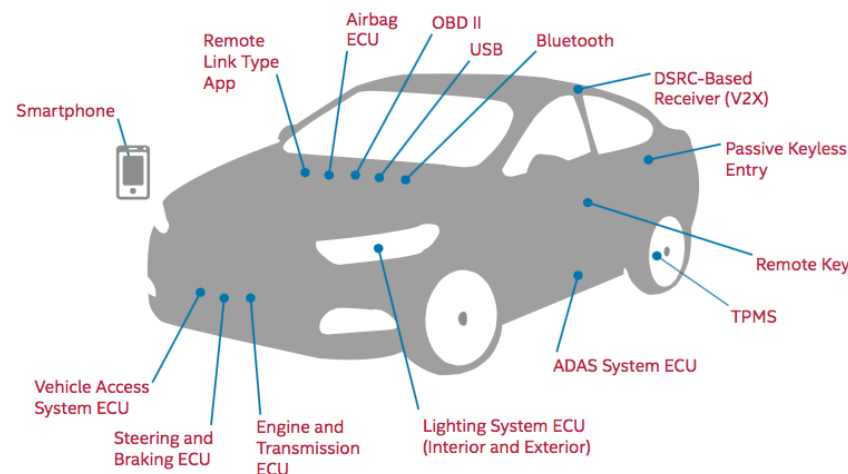 Airbag
ECU
OBD II
Remote
Link Type
App
USB
Bluetooth
DSRC-Based
Receiver (V2X)
Smartphone
Passive Keyless
Entry
Remote Key
TPMS
ADAS System ECU
Vehicle Access
System ECU
Steering and
Braking ECU
Engine and
Transmission
ECU
Lighting System ECU
(Interior and Exterior)